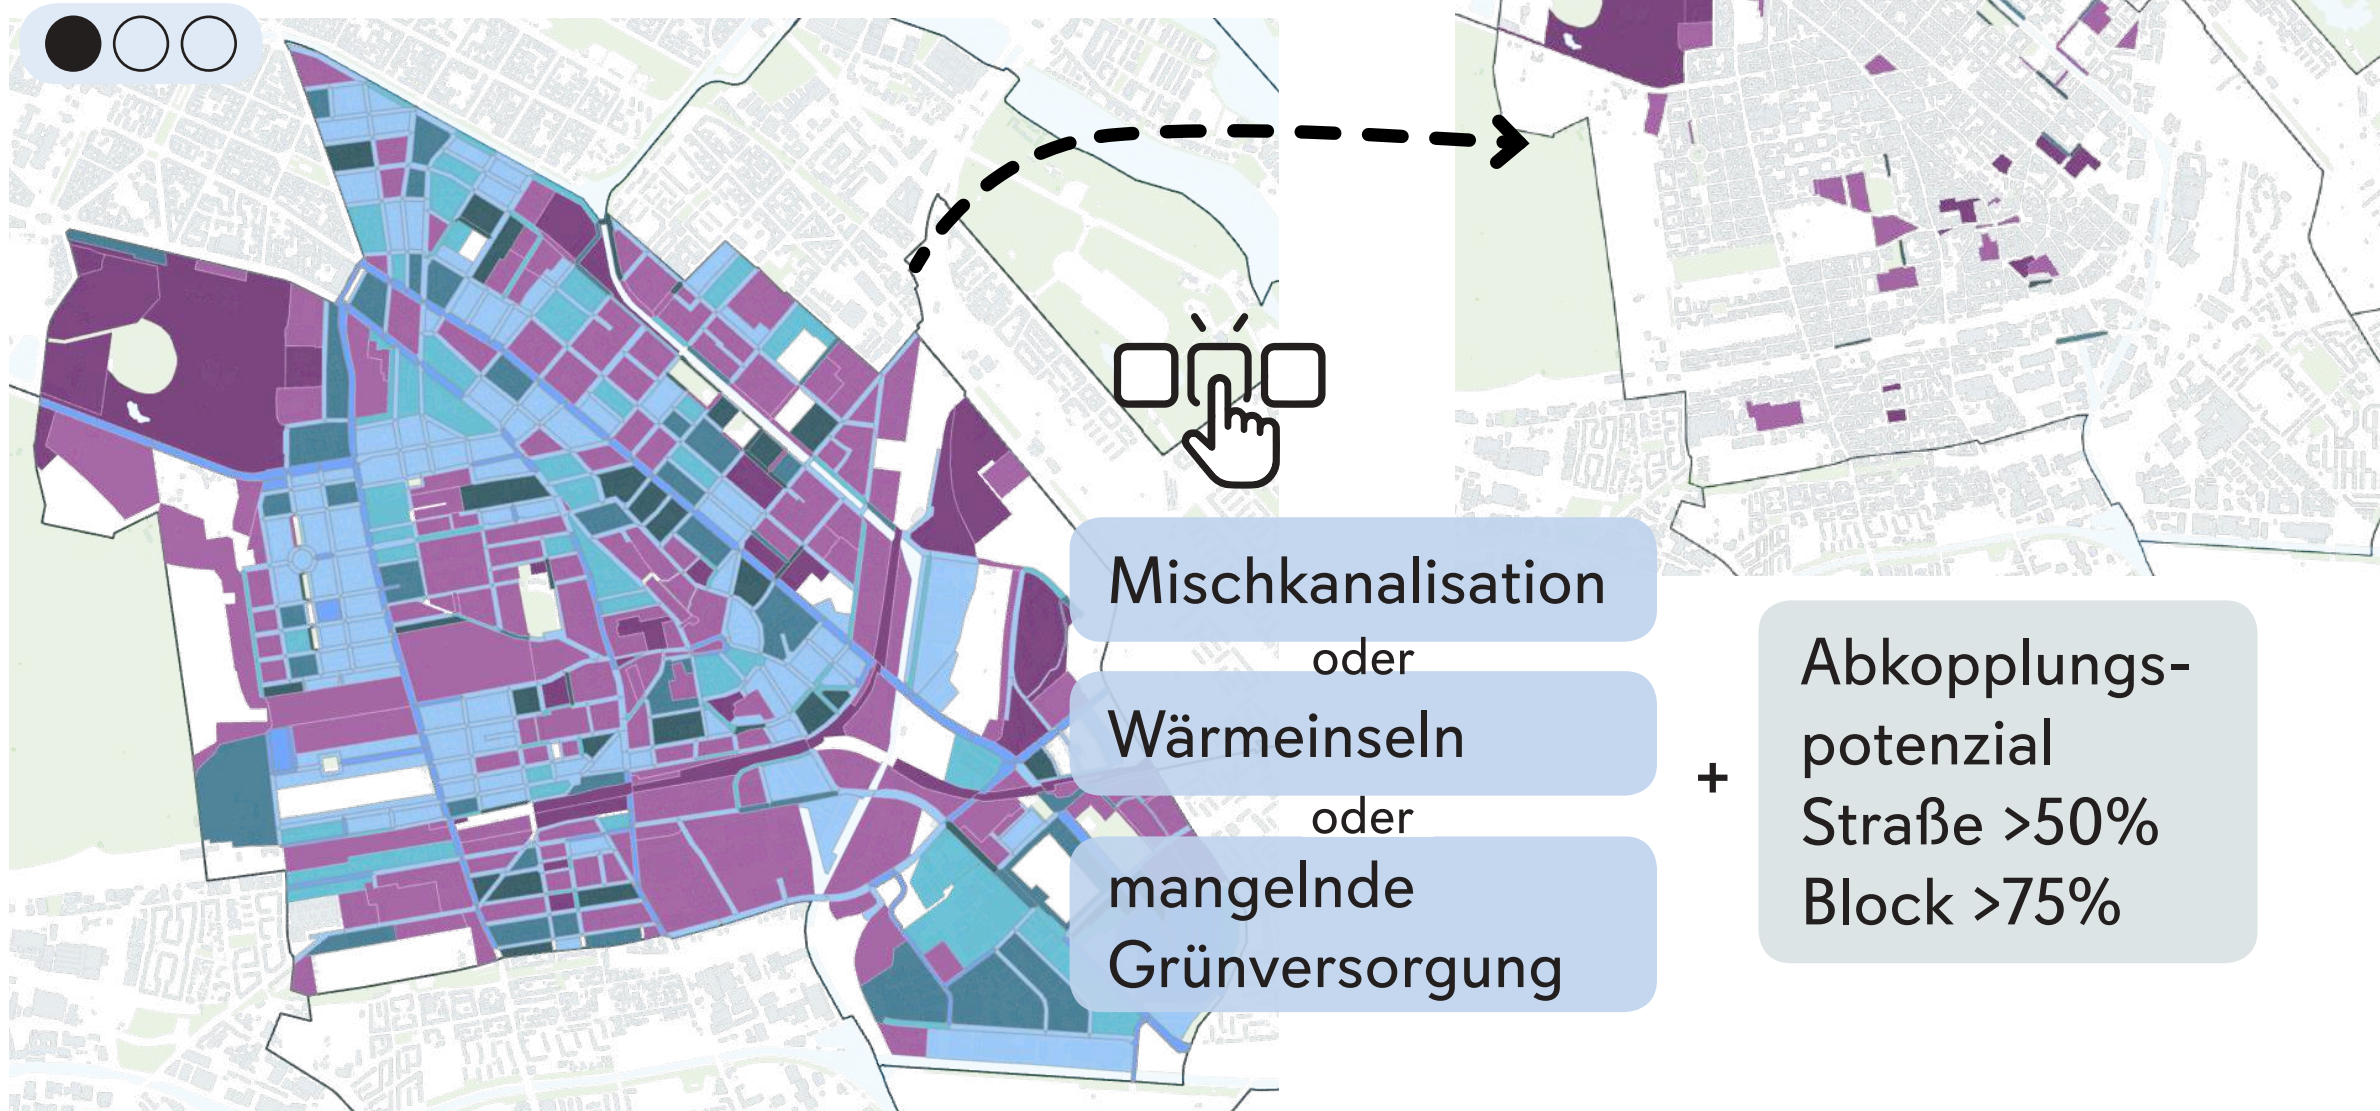 Mischkanalisation
oder
Wärmeinseln
oder
mangelnde
Grünversorgung
+
Abkopplungs-
potenzial
Straße >50%
Block >75%